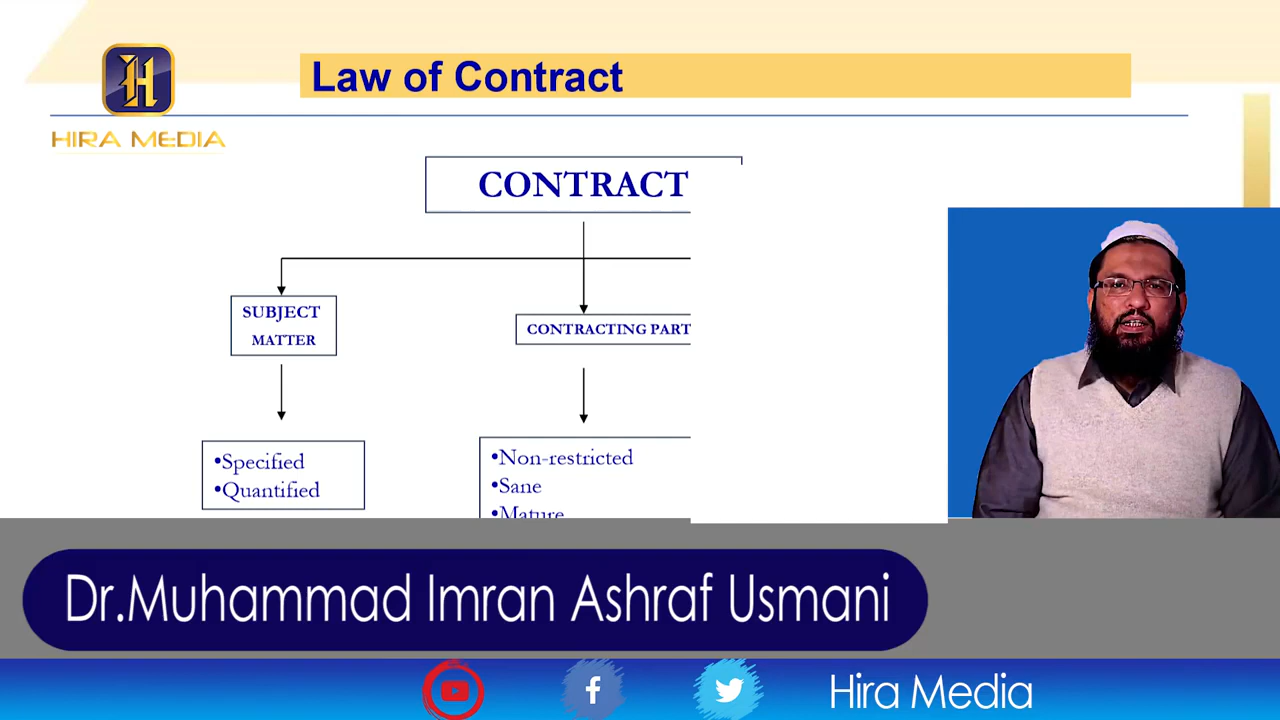 Law of Contract
H
HIRA MEDIA
CONTRACT
SUBJECT
MATTER
CONTRACTING PART
•Specified
•Quantified
•Non-restricted
•Sane
•Mature
Dr.Muhammad Imran Ashraf Usmani
Hira Media